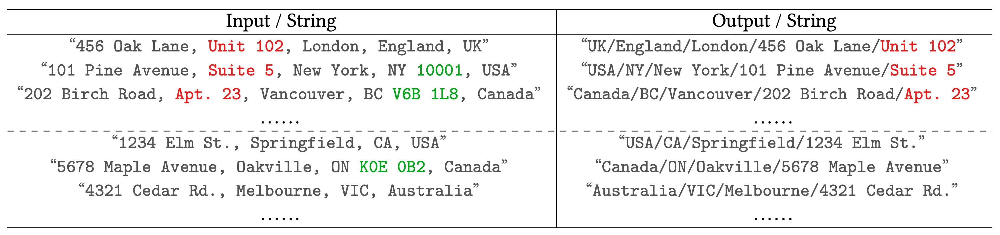 Input / String Output / String
“456 Oak Lane, Unit 102, London, England, UK” “UK/England/London/456 Oak Lane/Unit 102”
“101 Pine Avenue, Suite 5, New York, NY 10001, USA” “USA/NY/New York/101 Pine Avenue/Suite 5”
“202 Birch Road, Apt. 23, Vancouver, BC V6B 1L8, Canada” “Canada/BC/Vancouver/202 Birch Road/Apt. 23”
...... ......
“1234 Elm St., Springfield, CA, USA” “USA/CA/Springfield/1234 Elm St.”
“5678 Maple Avenue, Oakville, ON K0E 0B2, Canada” “Canada/ON/Oakville/5678 Maple Avenue”
“4321 Cedar Rd., Melbourne, VIC, Australia” “Australia/VIC/Melbourne/4321 Cedar Rd.”
...... ......